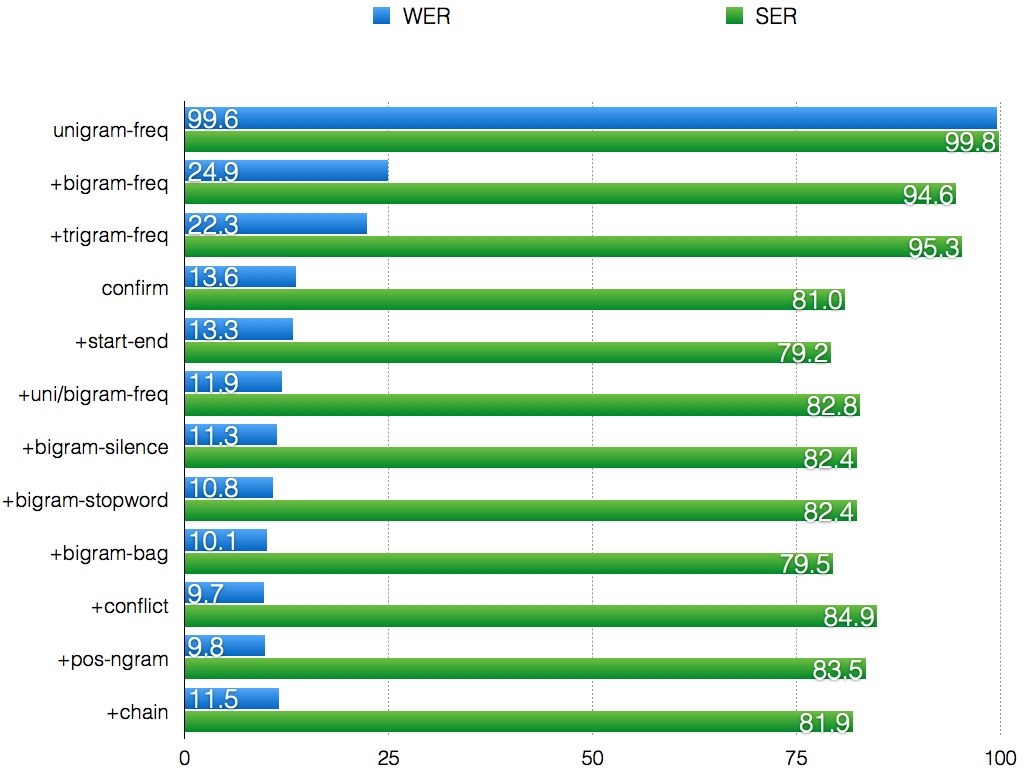 WER SER
unigram-freq 99.6
99.8
+bigram-freq 24.9
94.6
+trigram-freq 22.3
95.3
confirm 13.6
81.0
+start-end 13.3
79.2
+uni/bigram-freq 11.9
82.8
+bigram-silence 11.3
82.4
+bigram-stopword 10.8
82.4
+bigram-bag 10.1
79.5
+conflict 9.7
84.9
+pos-ngram 9.8
83.5
+chain 11.5
81.9
0 25 50 75 100